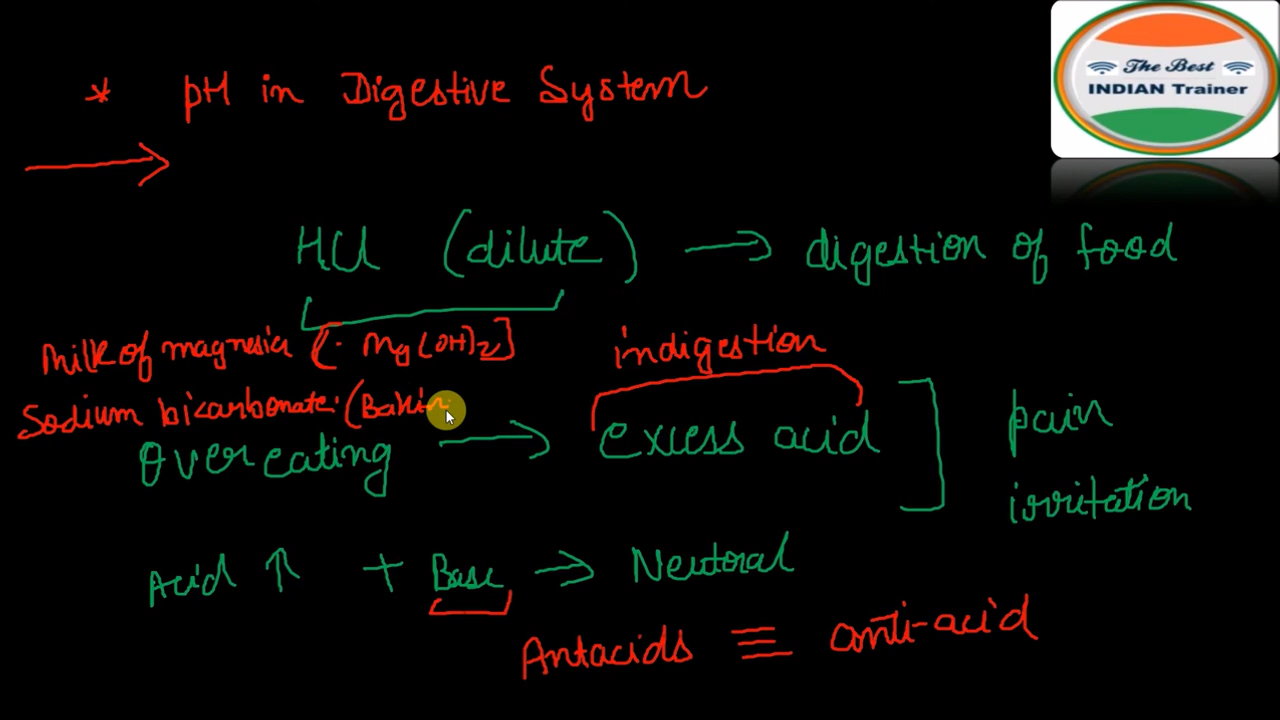 * pH in Digestive System
The Best
INDIAN Trainer
HCl (dilute) → digestion of food
Milk of magnesia (· Mg(OH)2]
indigestion
Sodium bicarbonate· (Bakin
Overeating → excess acid
pain
irritation
Acid ↑ + Base → Neutral
Antacids ≡ anti-acid